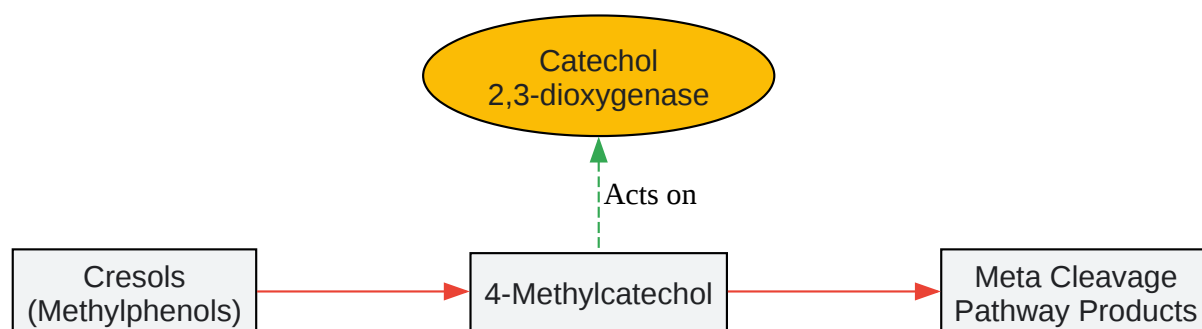 Catechol
2,3-dioxygenase
Acts on
Cresols
(Methylphenols)
4-Methylcatechol
Meta Cleavage
Pathway Products